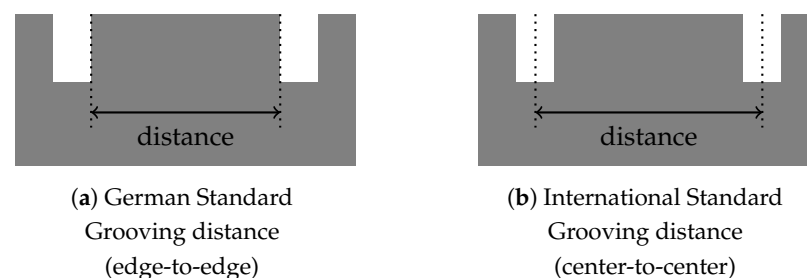 distance
(a) German Standard
Grooving distance
(edge-to-edge)
distance
(b) International Standard
Grooving distance
(center-to-center)